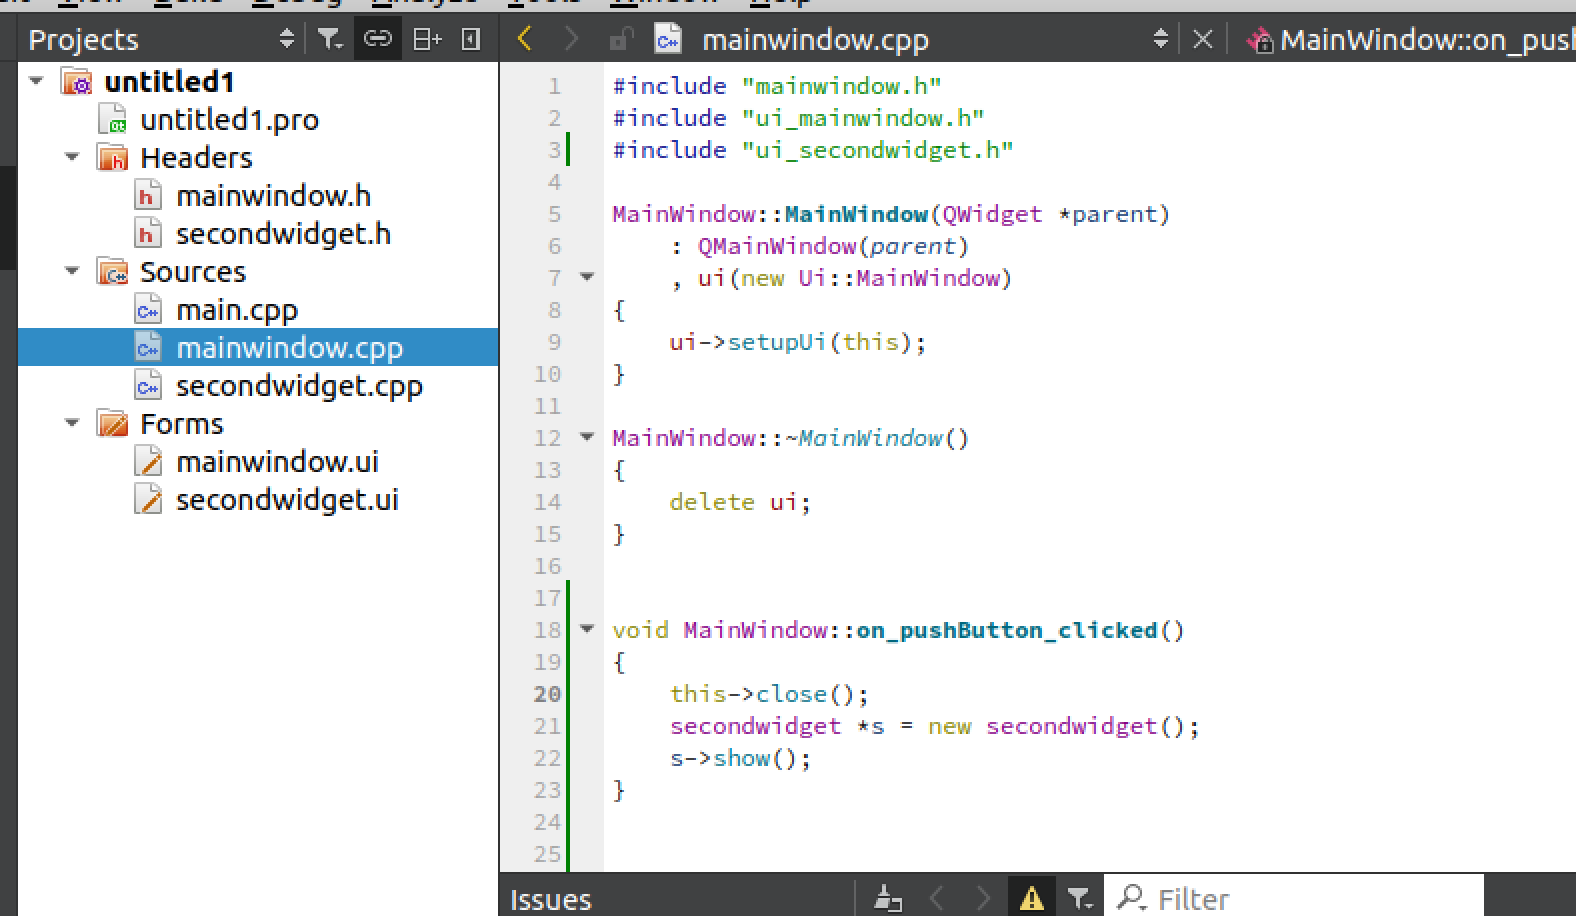 Projects
mainwindow.cpp
MainWindow::on_push
untitled1
untitled1.pro
Headers
mainwindow.h
secondwidget.h
Sources
main.cpp
mainwindow.cpp
secondwidget.cpp
Forms
mainwindow.ui
secondwidget.ui
1 #include "mainwindow.h"
2 #include "ui_mainwindow.h"
3 #include "ui_secondwidget.h"
4
5 MainWindow::MainWindow(QWidget *parent)
6     : QMainWindow(parent)
7     , ui(new Ui::MainWindow)
8 {
9     ui->setupUi(this);
10 }
11
12 MainWindow::~MainWindow()
13 {
14     delete ui;
15 }
16
17
18 void MainWindow::on_pushButton_clicked()
19 {
20     this->close();
21     secondwidget *s = new secondwidget();
22     s->show();
23 }
24
25
Issues
Filter